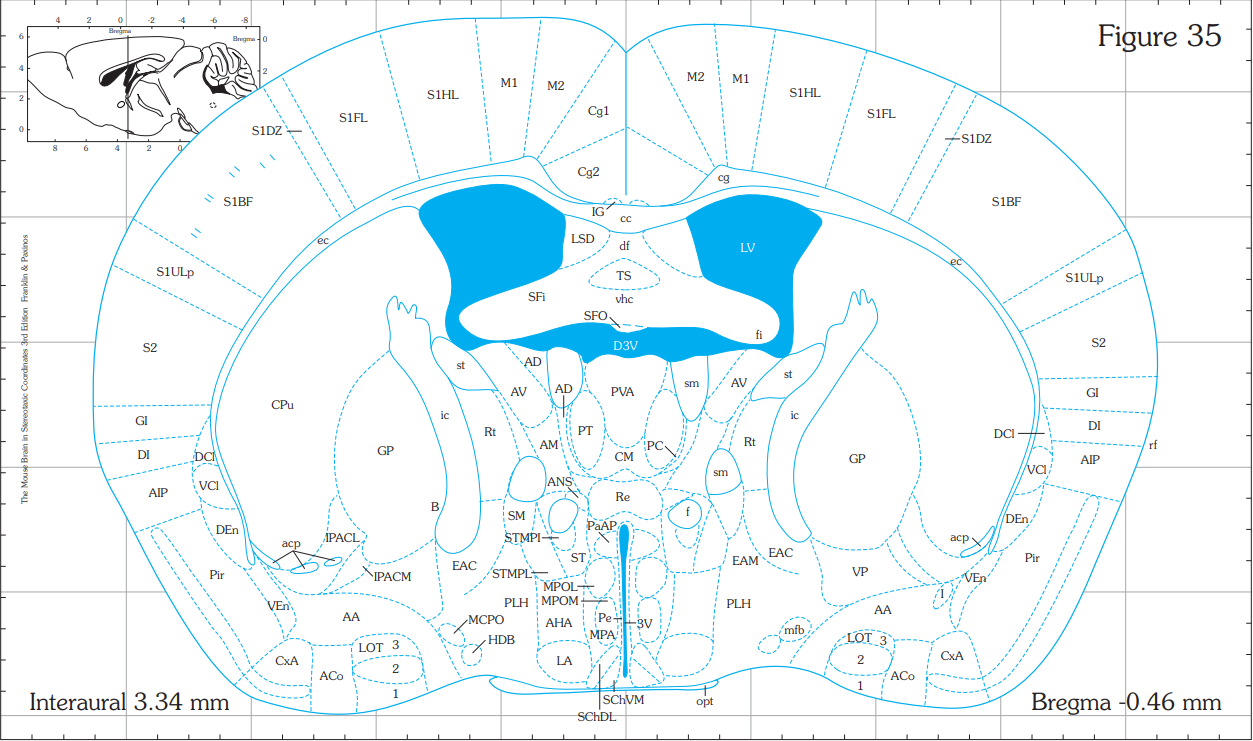 4 2 0 -2 -4 -6 -8
Bregma
Bregma 0
6
4
2
2
0
8 6 4 2 0
Figure 35
M1 M2 M2 M1
S1HL S1HL
Cg1
S1FL S1FL
S1DZ S1DZ
Cg2 cg
S1BF S1BF
IG cc
ec LSD df LV ec
S1ULp TS S1ULp
SFi vhc
SFO
S2 D3V fi S2
st AD st
AV AD PVA sm AV
CPu GI GI
ic ic
GI DI
Rt PT Rt DCl rf
AM PC
DI DCl GP CM GP AIP
VCl
AIP VCl ANS sm
Re
B SM f
DEn PaAP DEn
acp IPACL STMPI acp
ST EAM EAC Pir
Pir IPACM EAC STMPL VP VEn
MPOL
VEn PLH MPOM PLH I
AA AA
MCPO AHA Pe 3V mfb
HDB MPA
LOT 3 LOT 3
CxA LA CxA
ACo 2 2 ACo
1 1
SChVM opt
SChDL
Interaural 3.34 mm
Bregma -0.46 mm
The Mouse Brain in Stereotaxic Coordinates 3rd Edition Franklin & Paxinos